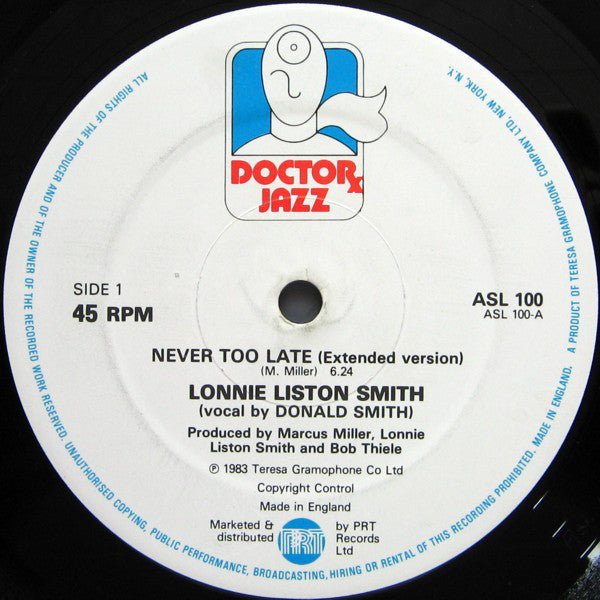 DOCTOR
JAZZ
SIDE 1
45 RPM
ASL 100
ASL 100-A
NEVER TOO LATE (Extended version)
(M. Miller) 6.24
LONNIE LISTON SMITH
(vocal by DONALD SMITH)
Produced by Marcus Miller, Lonnie
Liston Smith and Bob Thiele
℗ 1983 Teresa Gramophone Co Ltd
Copyright Control
Made in England
Marketed & by PRT
distributed PRT Records
Ltd
ALL RIGHTS OF THE PRODUCER AND OF THE OWNER OF THE RECORDED WORK RESERVED. UNAUTHORISED COPYING, PUBLIC PERFORMANCE, BROADCASTING, HIRING OR RENTAL OF THIS RECORDING PROHIBITED. MADE IN ENGLAND. A PRODUCT OF TERESA GRAMOPHONE COMPANY LTD, NEW YORK, N.Y.